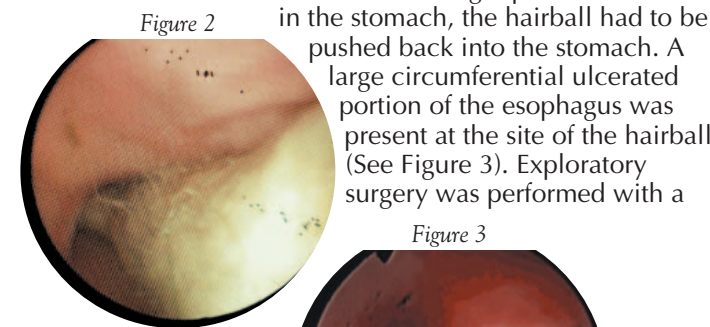 Figure 2
in the stomach, the hairball had to be
pushed back into the stomach. A
large circumferential ulcerated
portion of the esophagus was
present at the site of the hairball
(See Figure 3). Exploratory
surgery was performed with a
Figure 3